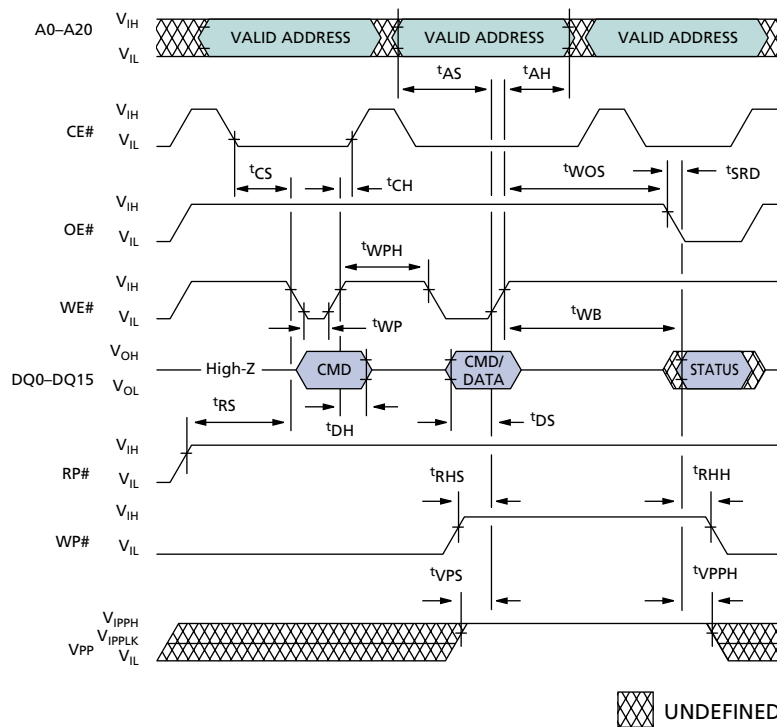 A0–A20
VIH
VALID ADDRESS
VALID ADDRESS
VALID ADDRESS
VIL
tAS
tAH
CE#
VIH
VIL
tCS
tCH
tWOS
tSRD
OE#
VIH
VIL
tWPH
WE#
VIH
VIL
tWP
tWB
DQ0–DQ15
VOH
VOL
High-Z
CMD
CMD/
DATA
STATUS
tRS
tDH
tDS
RP#
VIH
VIL
tRHS
tRHH
WP#
VIH
VIL
tVPS
tVPPH
VPP
VIPPH
VIPPLK
VIL
UNDEFINED